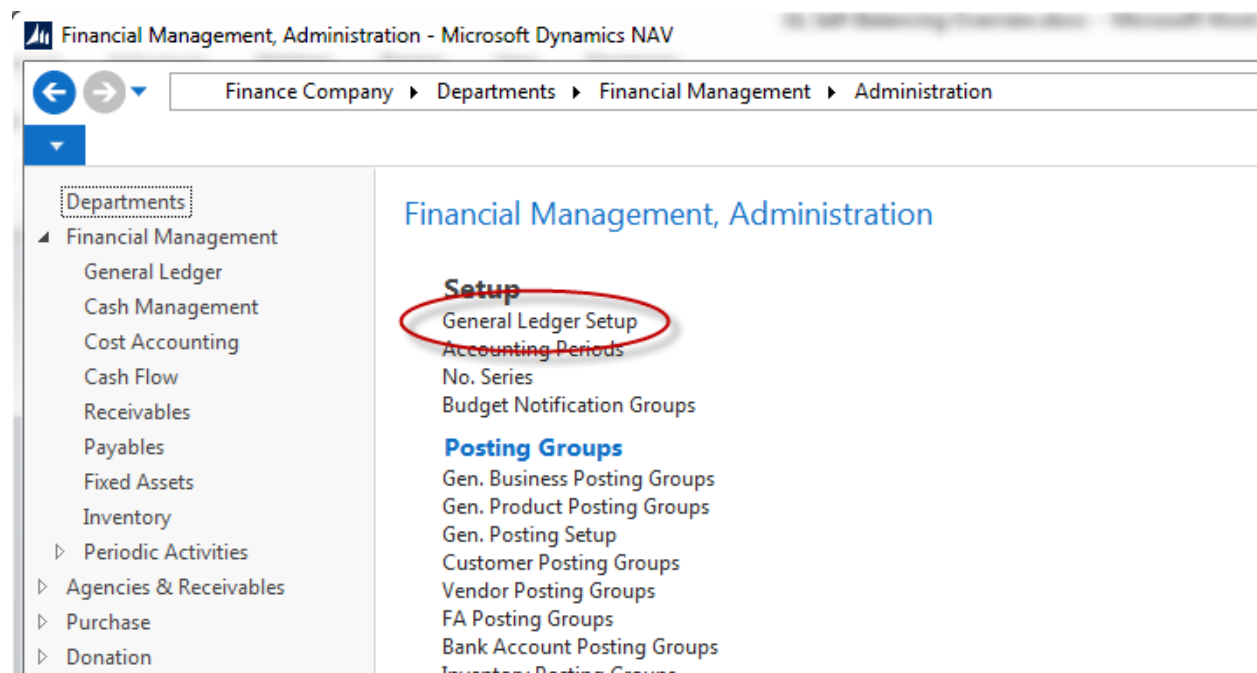 Financial Management, Administration - Microsoft Dynamics NAV
Finance Company ▸ Departments ▸ Financial Management ▸ Administration
Departments
Financial Management
General Ledger
Cash Management
Cost Accounting
Cash Flow
Receivables
Payables
Fixed Assets
Inventory
Periodic Activities
Agencies & Receivables
Purchase
Donation
Financial Management, Administration
Setup
General Ledger Setup
Accounting Periods
No. Series
Budget Notification Groups
Posting Groups
Gen. Business Posting Groups
Gen. Product Posting Groups
Gen. Posting Setup
Customer Posting Groups
Vendor Posting Groups
FA Posting Groups
Bank Account Posting Groups
Inventory Posting Groups